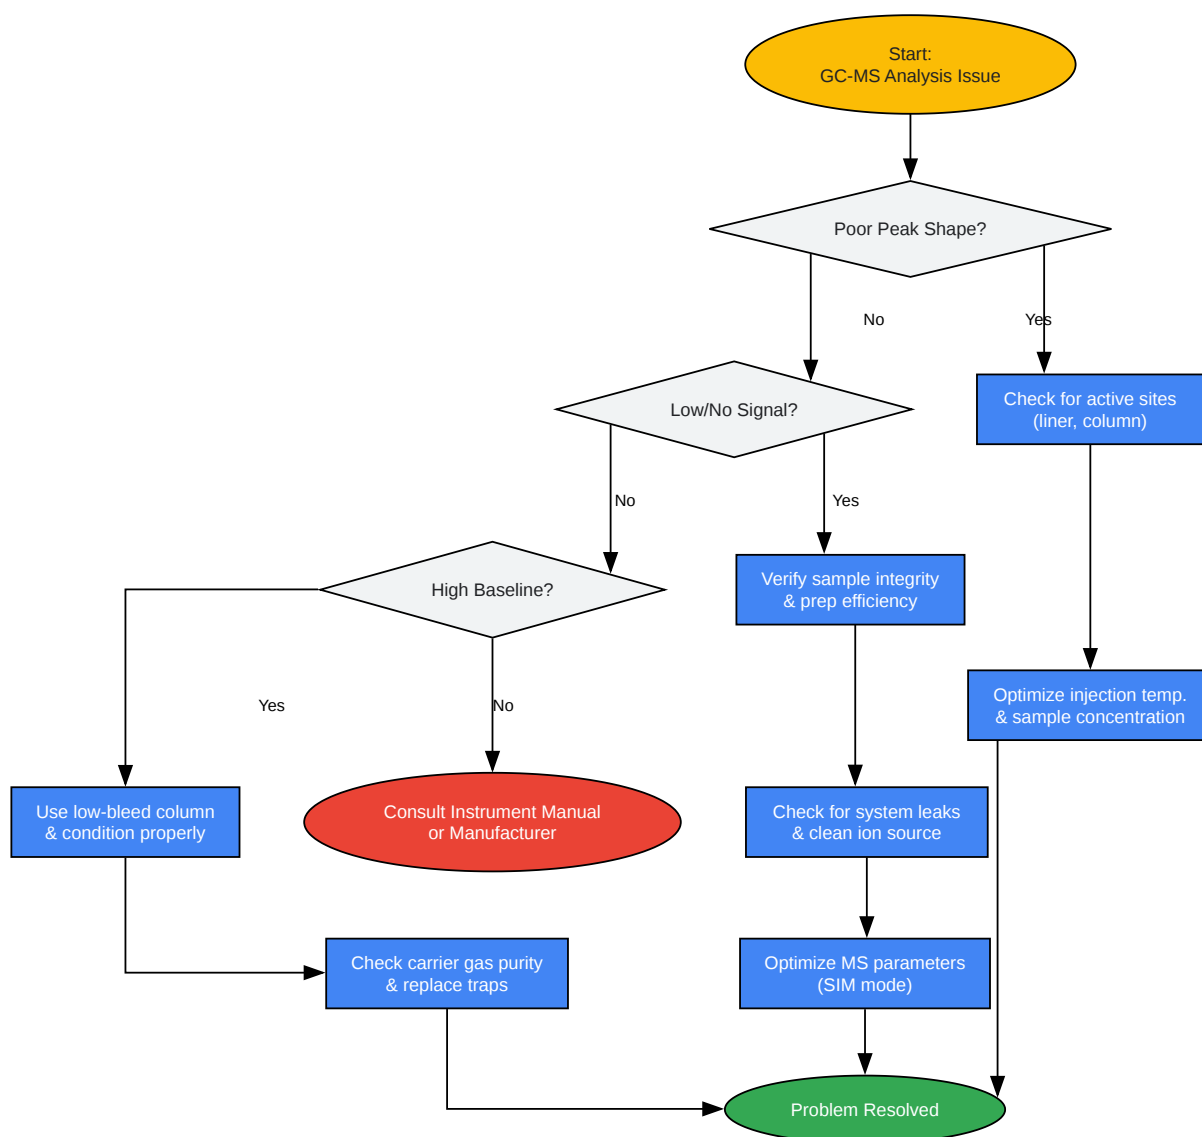 Start:
GC-MS Analysis Issue
Poor Peak Shape?
No
Yes
Low/No Signal?
Check for active sites
(liner, column)
No
Yes
High Baseline?
Verify sample integrity
& prep efficiency
Yes
No
Optimize injection temp.
& sample concentration
Use low-bleed column
& condition properly
Consult Instrument Manual
or Manufacturer
Check for system leaks
& clean ion source
Check carrier gas purity
& replace traps
Optimize MS parameters
(SIM mode)
Problem Resolved